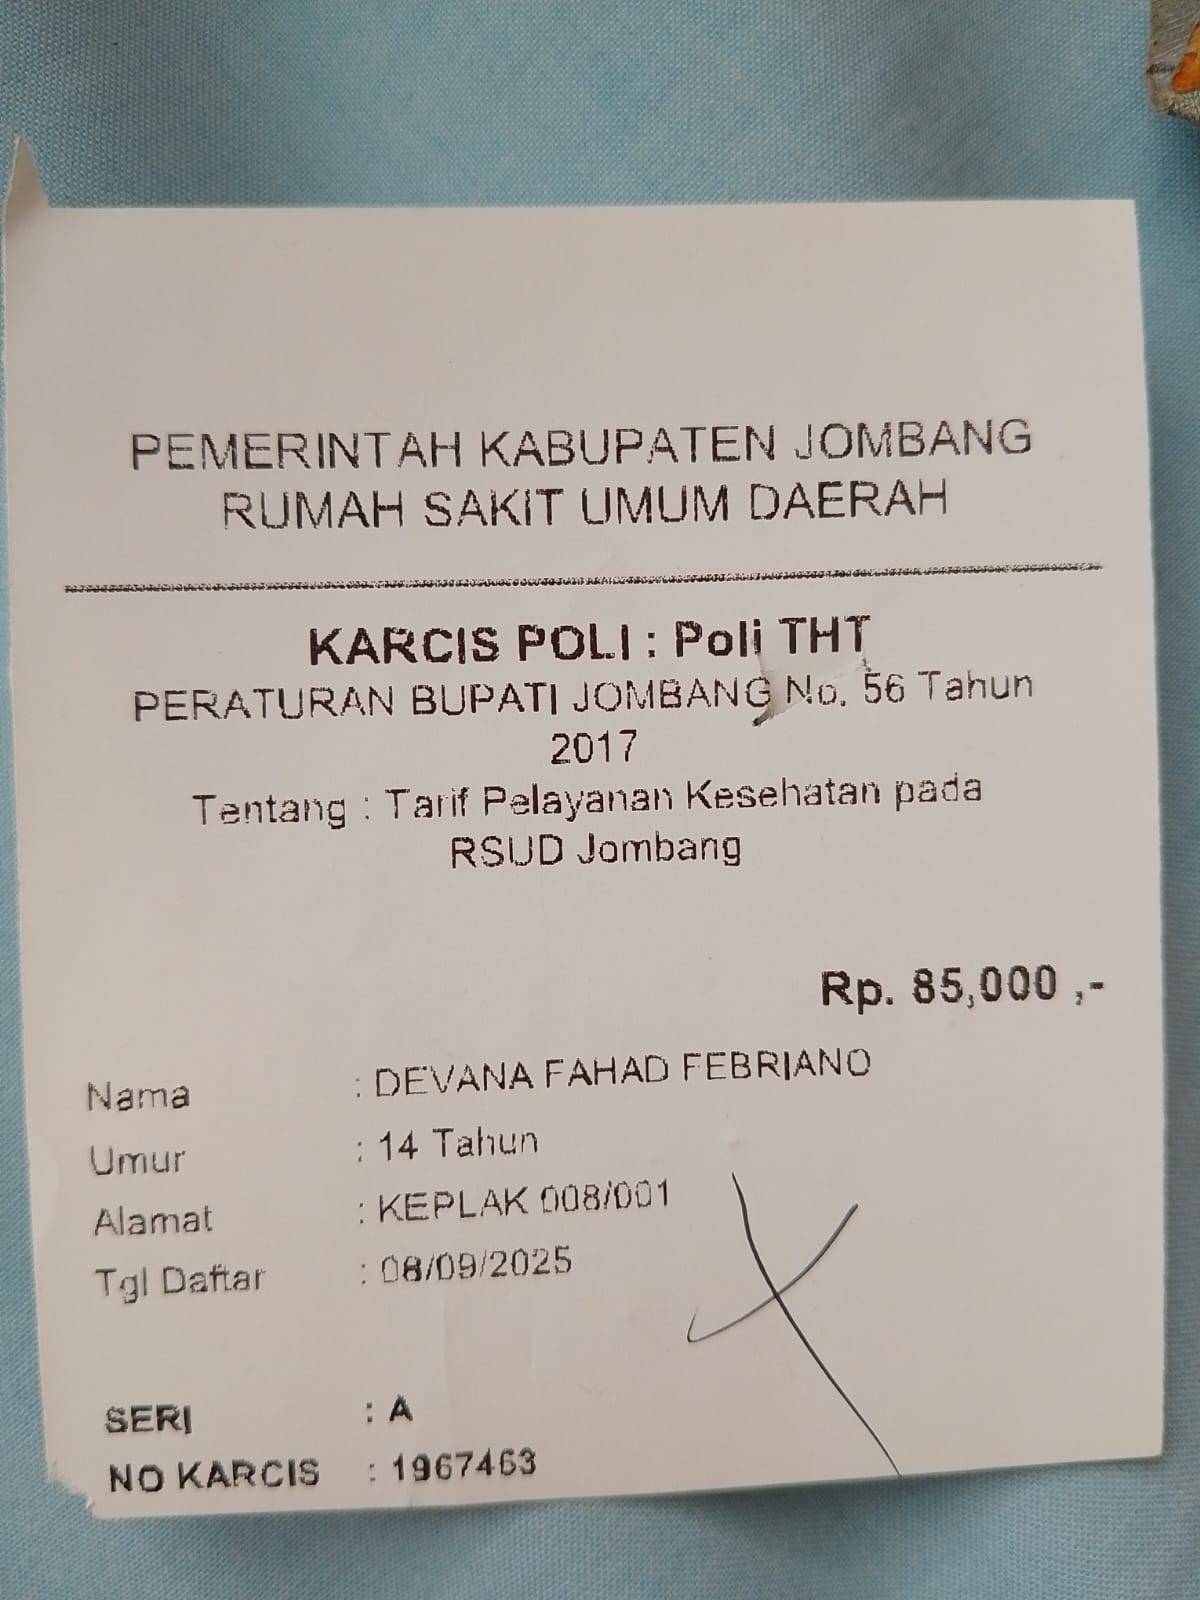 PEMERINTAH KABUPATEN JOMBANG
RUMAH SAKIT UMUM DAERAH
KARCIS POLI : Poli THT
PERATURAN BUPATI JOMBANG No. 56 Tahun
2017
Tentang : Tarif Pelayanan Kesehatan pada
RSUD Jombang
Rp. 85,000 ,-
Nama : DEVANA FAHAD FEBRIANO
Umur : 14 Tahun
Alamat : KEPLAK 008/001
Tgl Daftar : 08/09/2025
SERI : A
NO KARCIS : 1967463